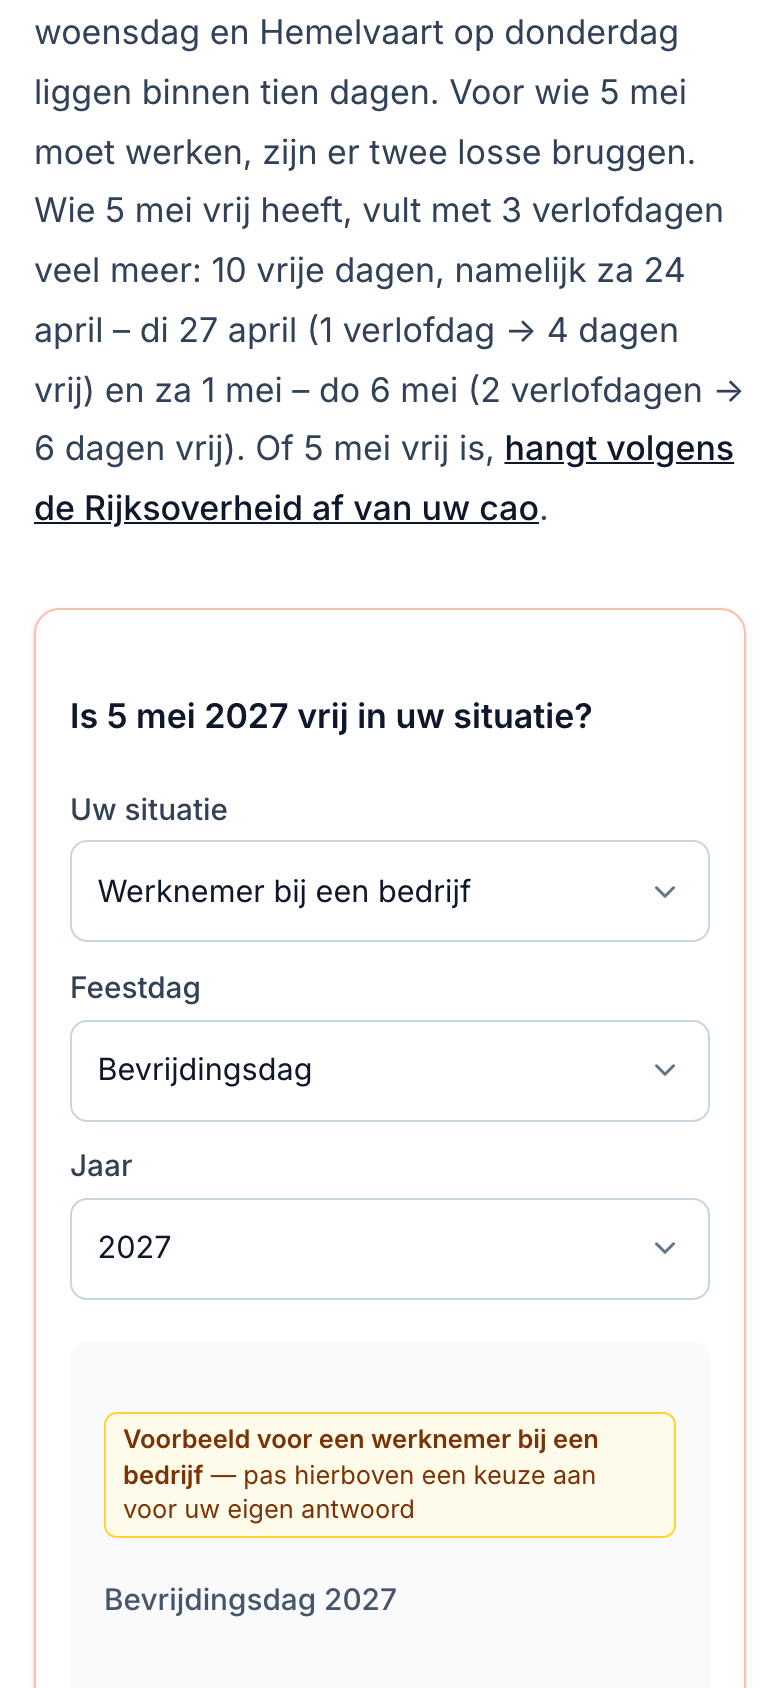 woensdag en Hemelvaart op donderdag
liggen binnen tien dagen. Voor wie 5 mei
moet werken, zijn er twee losse bruggen.
Wie 5 mei vrij heeft, vult met 3 verlofdagen
veel meer: 10 vrije dagen, namelijk za 24
april – di 27 april (1 verlofdag → 4 dagen
vrij) en za 1 mei – do 6 mei (2 verlofdagen →
6 dagen vrij). Of 5 mei vrij is, hangt volgens
de Rijksoverheid af van uw cao.
Is 5 mei 2027 vrij in uw situatie?
Uw situatie
Werknemer bij een bedrijf
Feestdag
Bevrijdingsdag
Jaar
2027
Voorbeeld voor een werknemer bij een
bedrijf — pas hierboven een keuze aan
voor uw eigen antwoord
Bevrijdingsdag 2027